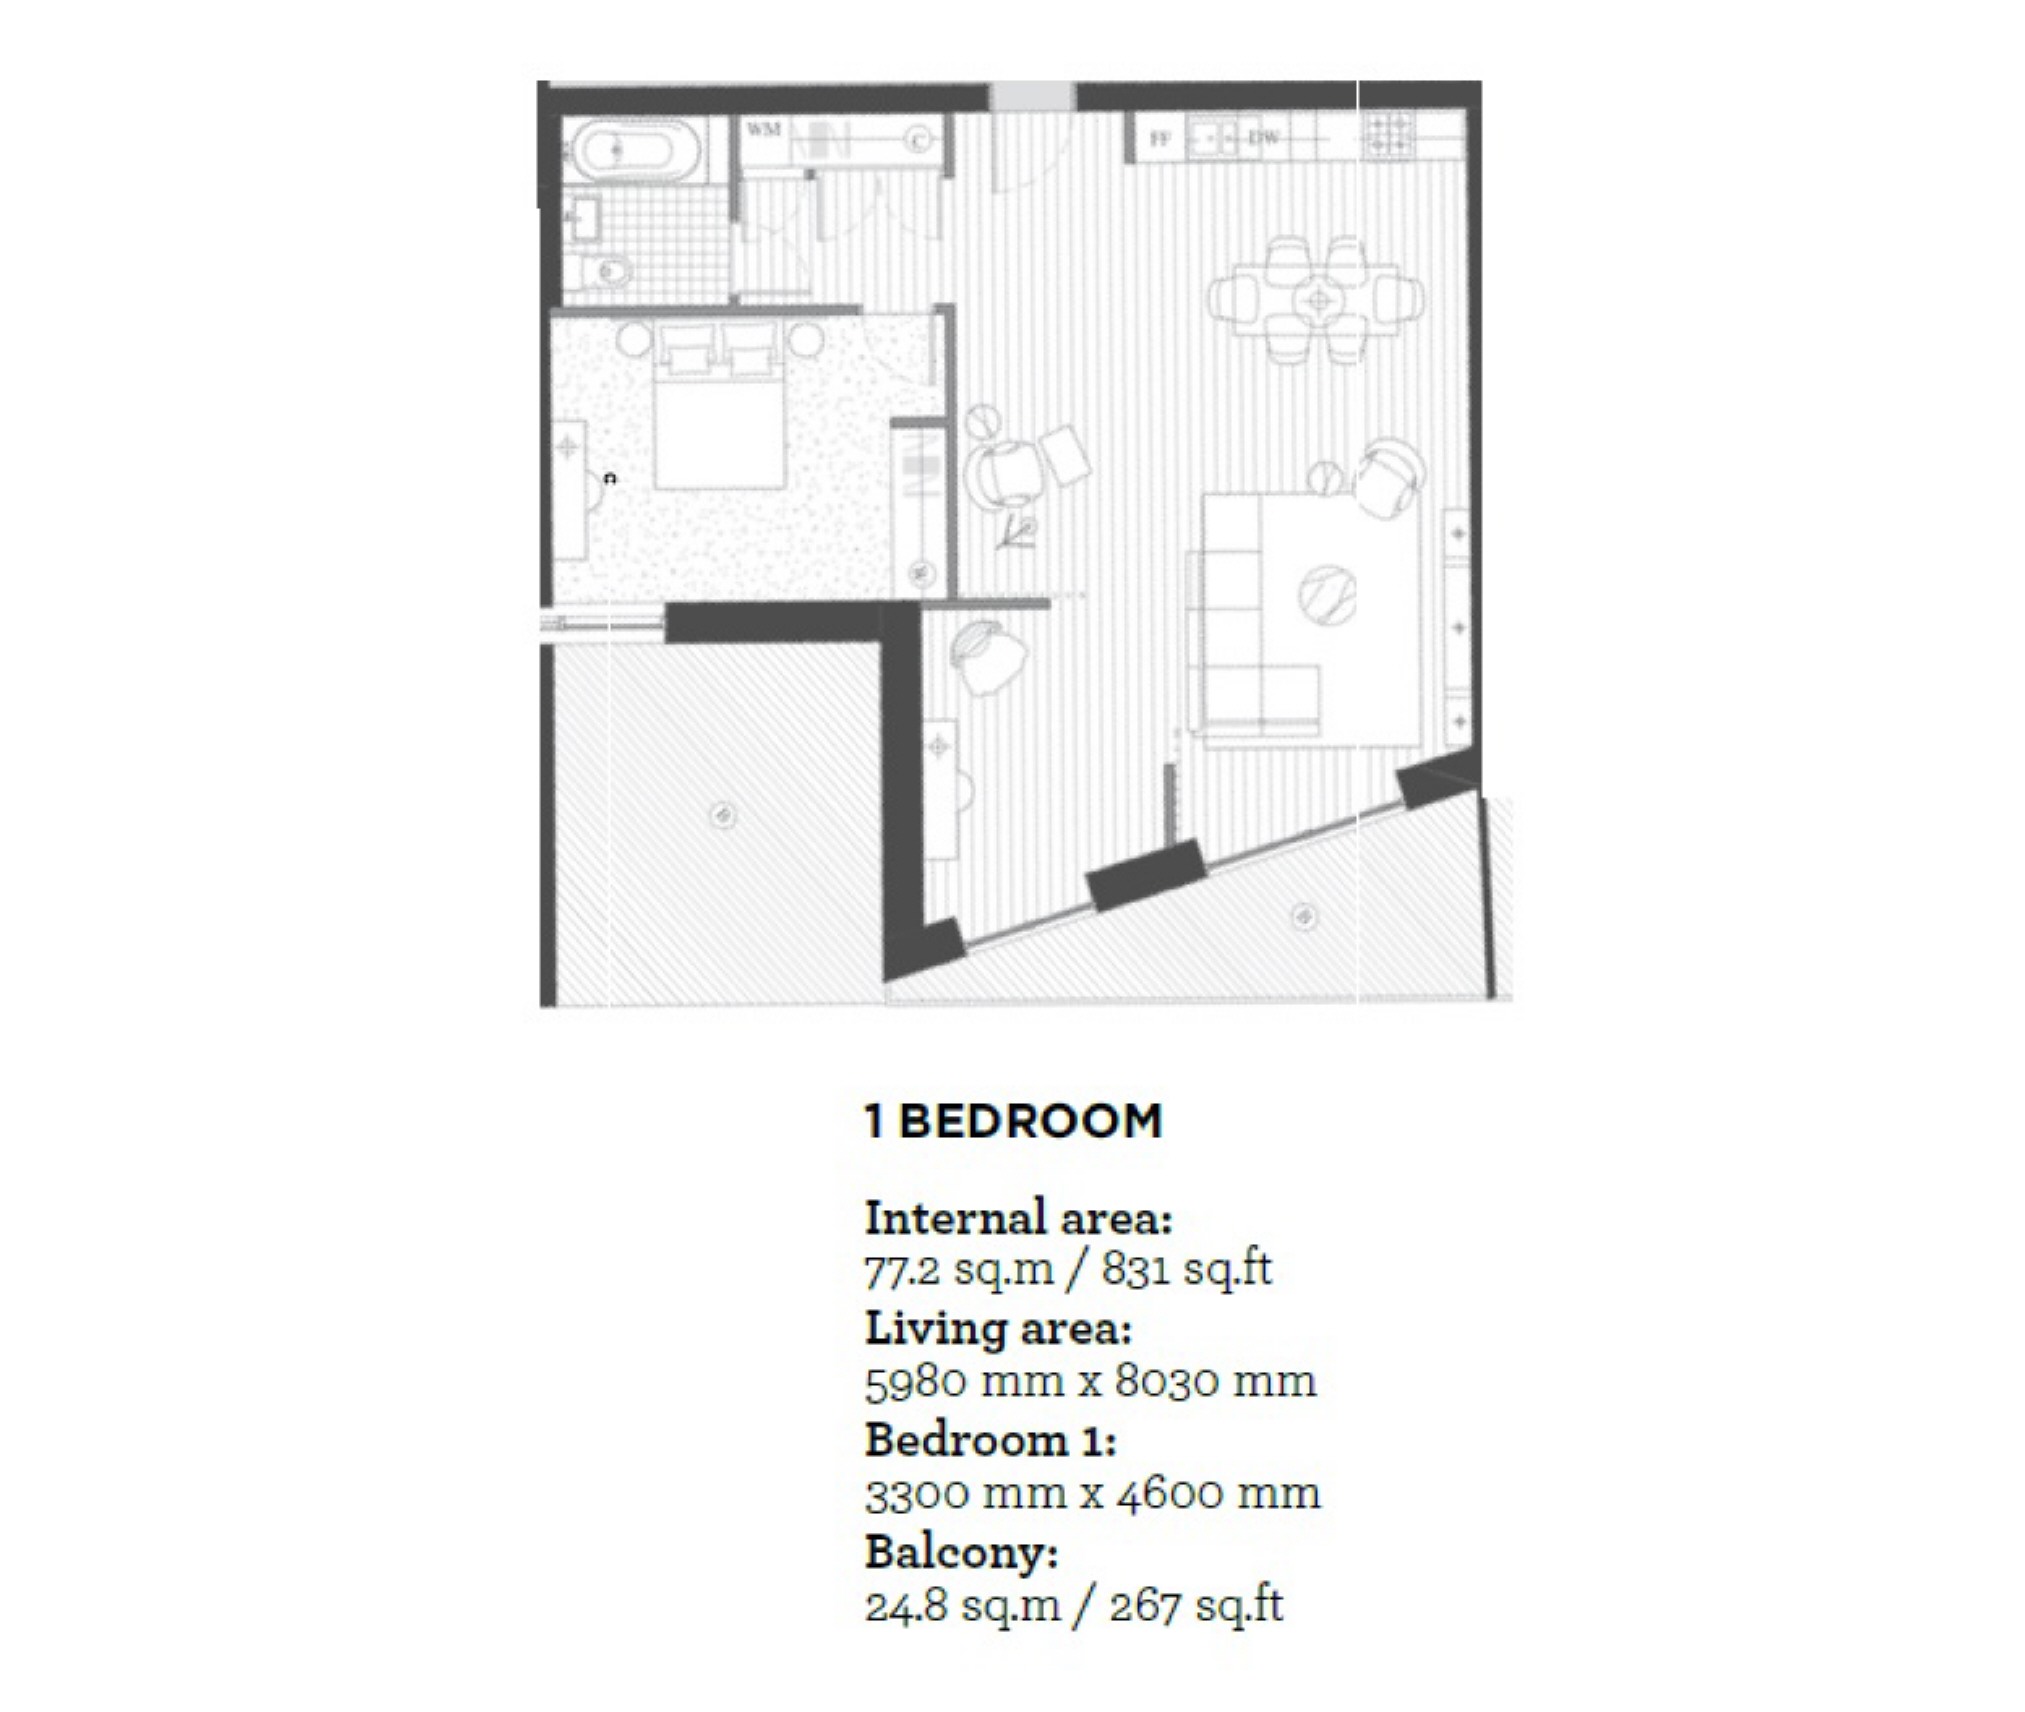 WM
C
FF
DW
1 BEDROOM
Internal area:
77.2 sq.m / 831 sq.ft
Living area:
5980 mm x 8030 mm
Bedroom 1:
3300 mm x 4600 mm
Balcony:
24.8 sq.m / 267 sq.ft